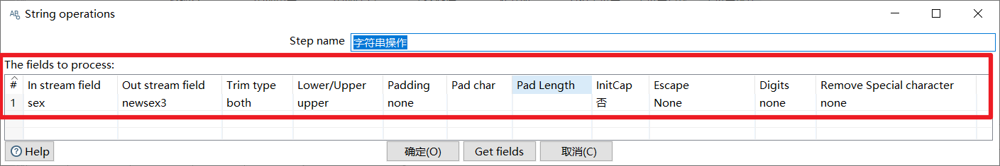 String operations
Step name 字符串操作
The fields to process:
# In stream field Out stream field Trim type Lower/Upper Padding Pad char Pad Length InitCap Escape Digits Remove Special character
1 sex newsex3 both upper none 否 None none none
Help 确定(O) Get fields 取消(C)